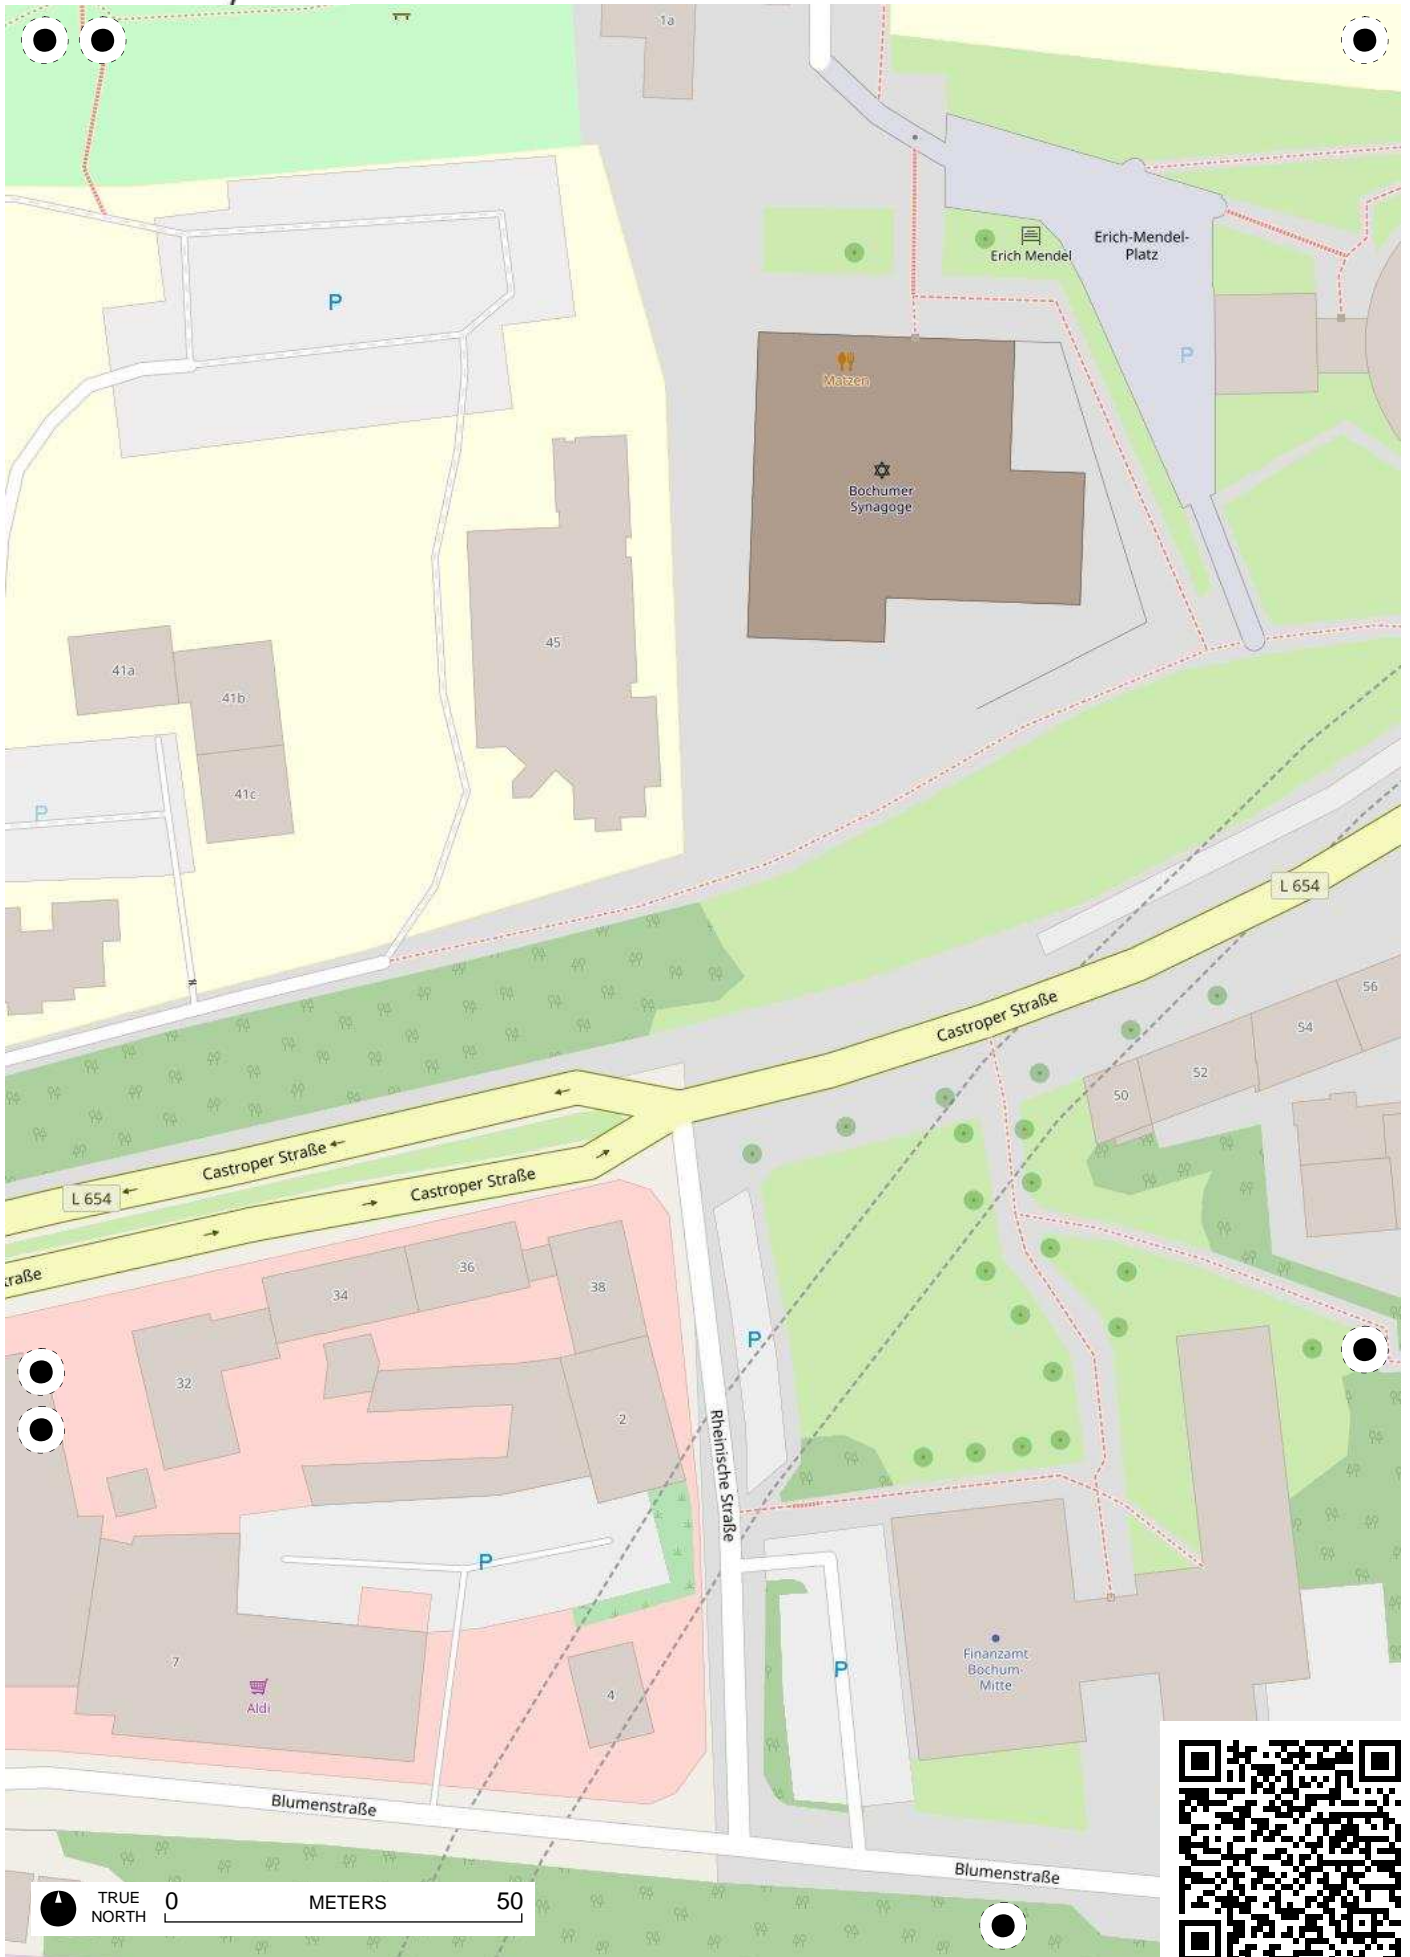 1a
P
Erich Mendel
Erich-Mendel-
Platz
P
Matzen
Bochumer
Synagoge
45
41a
41b
41c
P
L 654
Castroper Straße
56
54
52
50
Castroper Straße
L 654
Castroper Straße
traße
36
34
38
32
2
P
Rheinische Straße
P
7
Aldi
4
P
Finanzamt
Bochum-
Mitte
Blumenstraße
Blumenstraße
TRUE
NORTH
0 METERS 50